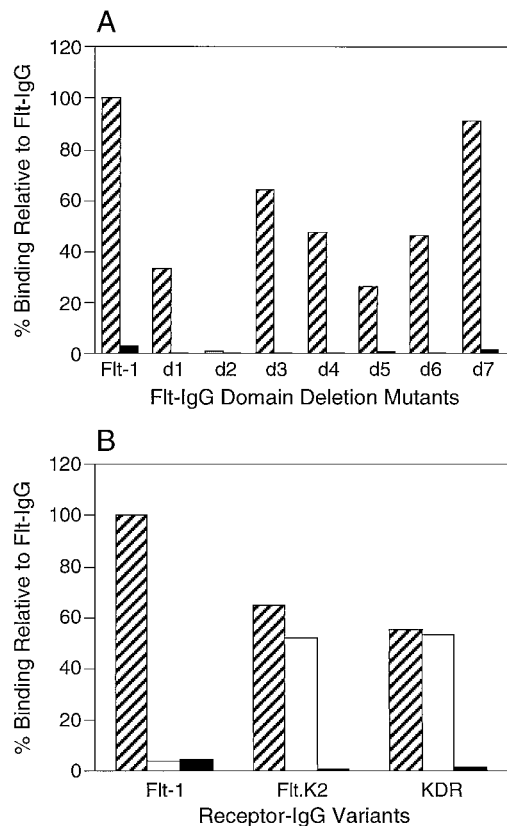 A
% Binding Relative to Flt-IgG
120
100
80
60
40
20
0
Flt-1 d1 d2 d3 d4 d5 d6 d7
Flt-IgG Domain Deletion Mutants
B
% Binding Relative to Flt-IgG
120
100
80
60
40
20
0
Flt-1 Flt.K2 KDR
Receptor-IgG Variants